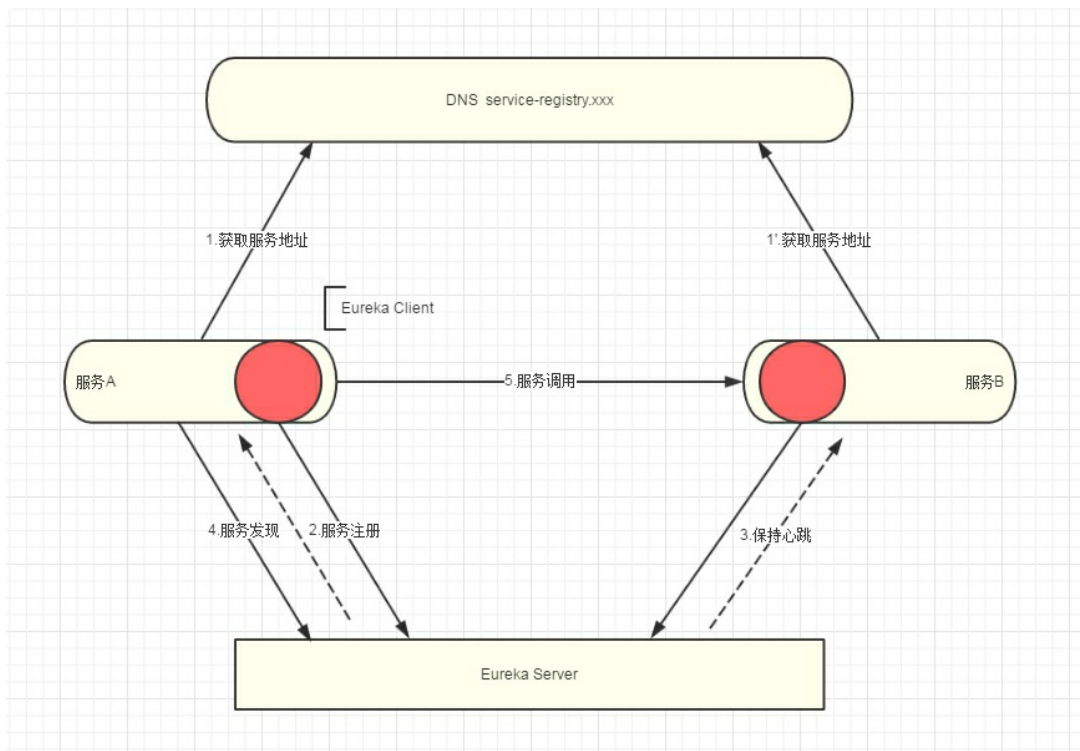 DNS service-registry.xxx
1.获取服务地址
1'.获取服务地址
Eureka Client
服务A
5.服务调用
服务B
4.服务发现
2.服务注册
3.保持心跳
Eureka Server